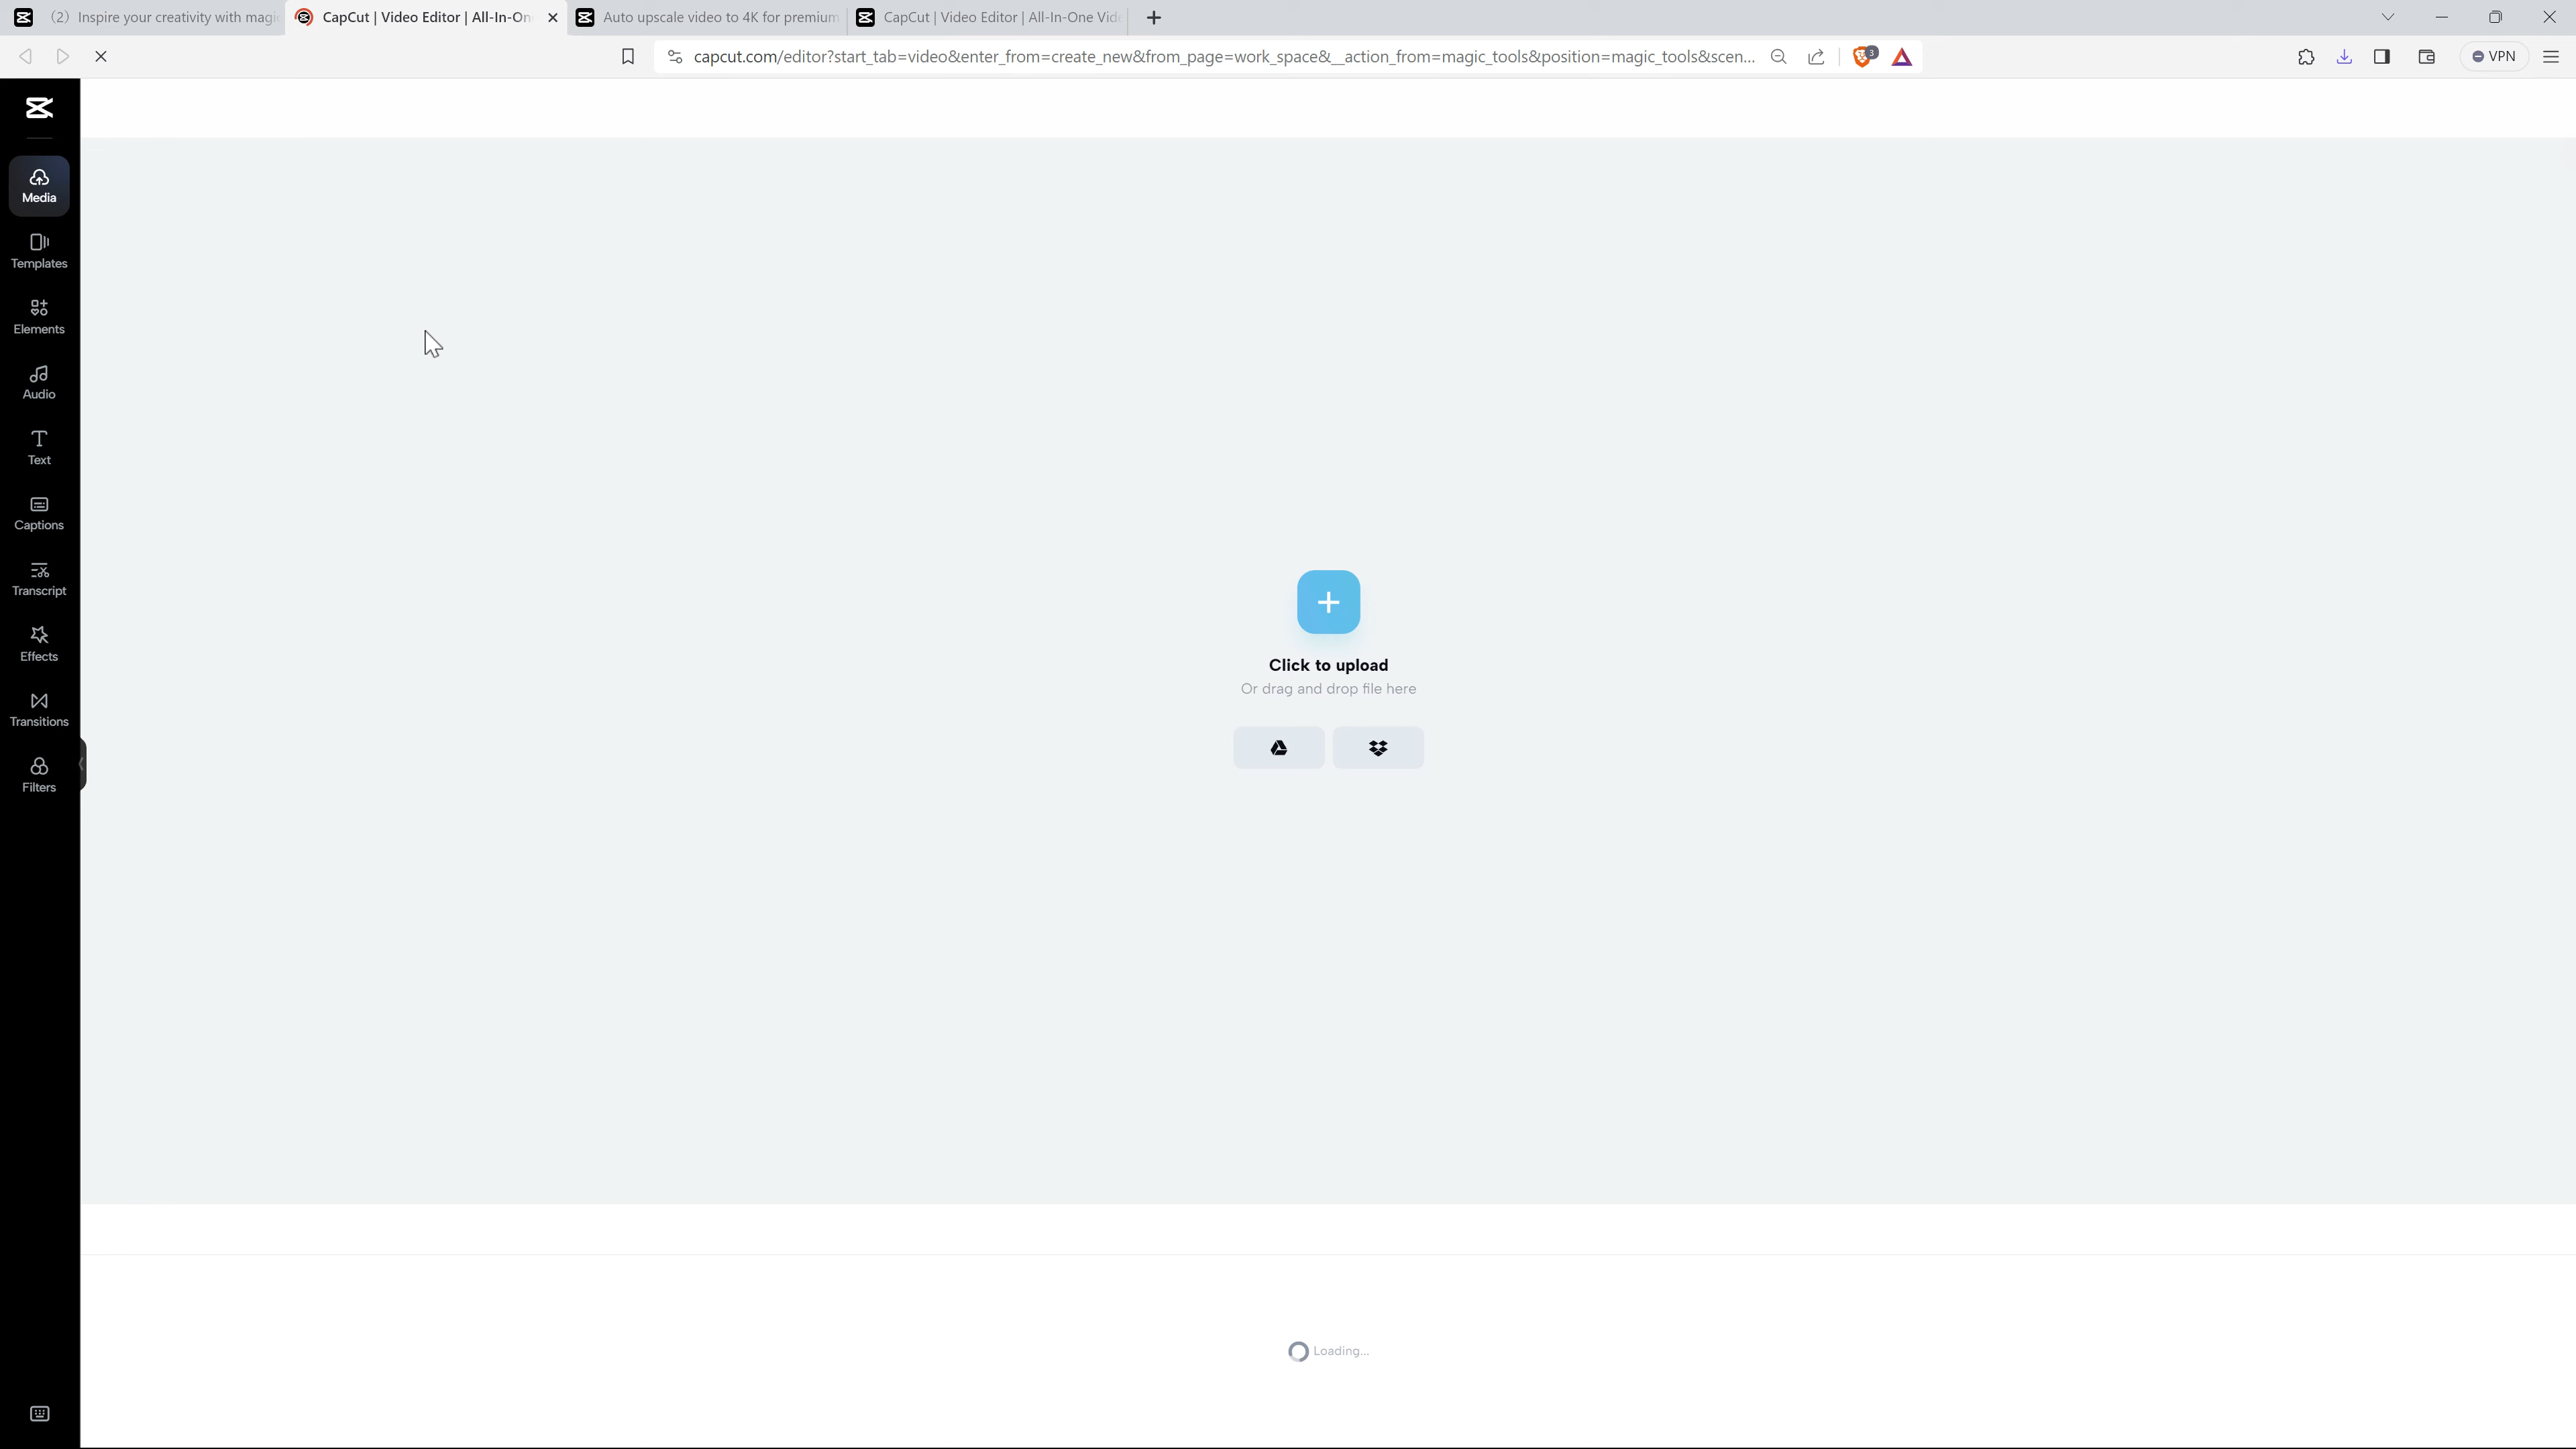 (2) Inspire your creativity with magi
CapCut | Video Editor | All-In-On
Auto upscale video to 4K for premium
CapCut | Video Editor | All-In-One Vide
capcut.com/editor?start_tab=video&enter_from=create_new&from_page=work_space&__action_from=magic_tools&position=magic_tools&scen...
3
VPN
Media
Templates
Elements
Audio
Text
Captions
Transcript
Effects
Transitions
Filters
Click to upload
Or drag and drop file here
Loading...